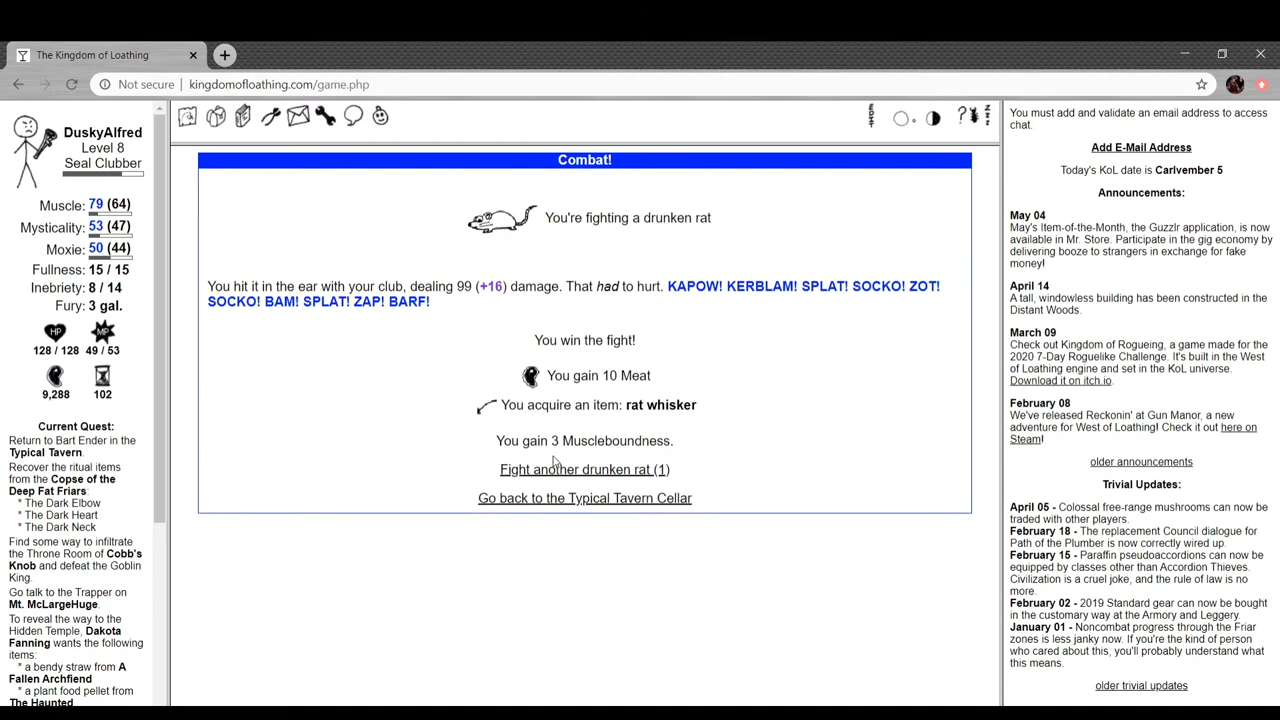 The Kingdom of Loathing
Not secure | kingdomofloathing.com/game.php
DuskyAlfred
Level 8
Seal Clubber
Muscle: 79 (64)
Mysticality: 53 (47)
Moxie: 50 (44)
Fullness: 15 / 15
Inebriety: 8 / 14
Fury: 3 gal.
HP MP
128 / 128 49 / 53
9,288 102
Current Quest:
Return to Bart Ender in the
Typical Tavern.
Recover the ritual items
from the Copse of the
Deep Fat Friars:
* The Dark Elbow
* The Dark Heart
* The Dark Neck
Find some way to infiltrate
the Throne Room of Cobb's
Knob and defeat the Goblin
King.
Go talk to the Trapper on
Mt. McLargeHuge.
To reveal the way to the
Hidden Temple, Dakota
Fanning wants the following
items:
* a bendy straw from A
Fallen Archfiend
* a plant food pellet from
The Haunted
Combat!
You're fighting a drunken rat
You hit it in the ear with your club, dealing 99 (+16) damage. That had to hurt. KAPOW! KERBLAM! SPLAT! SOCKO! ZOT!
SOCKO! BAM! SPLAT! ZAP! BARF!
You win the fight!
You gain 10 Meat
You acquire an item: rat whisker
You gain 3 Muscleboundness.
Fight another drunken rat (1)
Go back to the Typical Tavern Cellar
You must add and validate an email address to access
chat.
Add E-Mail Address
Today's KoL date is Carlvember 5
Announcements:
May 04
May's Item-of-the-Month, the Guzzlr application, is now
available in Mr. Store. Participate in the gig economy by
delivering booze to strangers in exchange for fake
money!
April 14
A tall, windowless building has been constructed in the
Distant Woods.
March 09
Check out Kingdom of Rogueing, a game made for the
2020 7-Day Roguelike Challenge. It's built in the West
of Loathing engine and set in the KoL universe.
Download it on itch.io.
February 08
We've released Reckonin' at Gun Manor, a new
adventure for West of Loathing! Check it out here on
Steam!
older announcements
Trivial Updates:
April 05 - Colossal free-range mushrooms can now be
traded with other players.
February 18 - The replacement Council dialogue for
Path of the Plumber is now correctly wired up.
February 15 - Paraffin pseudoaccordions can now be
equipped by classes other than Accordion Thieves.
Civilization is a cruel joke, and the rule of law is no
more.
February 02 - 2019 Standard gear can now be bought
in the customary way at the Armory and Leggery.
January 01 - Noncombat progress through the Friar
zones is less janky now. If you're the kind of person
who cared about this, you'll probably understand what
this means.
older trivial updates